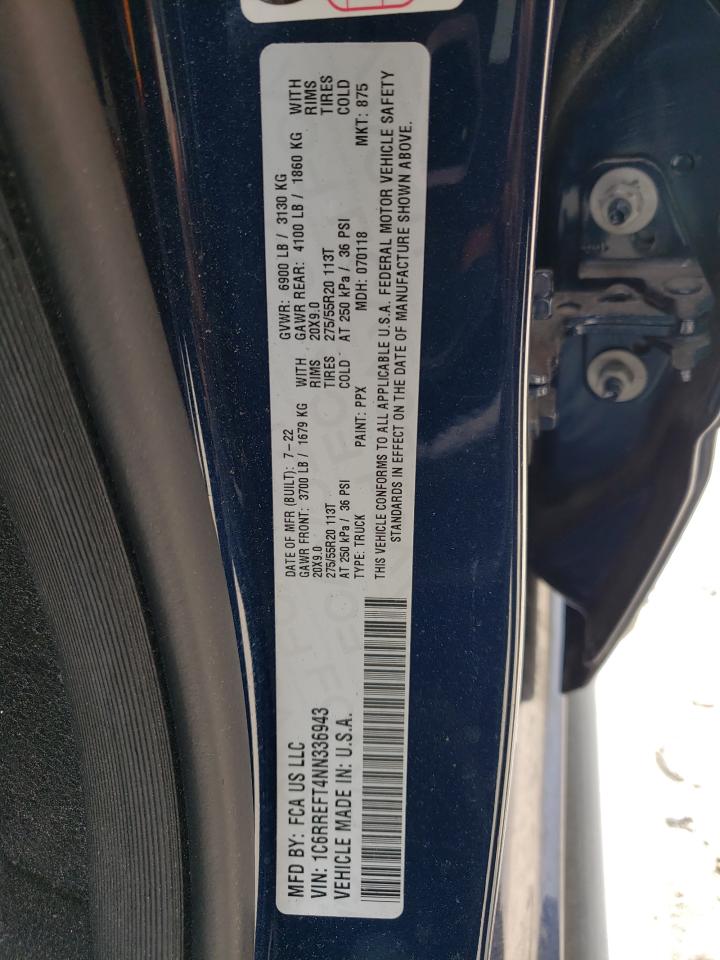 MFD BY: FCA US LLC
VIN: 1C6RREFT4NN336943
VEHICLE MADE IN: U.S.A.
DATE OF MFR (BUILT): 7-22
GAWR FRONT: 3700 LB / 1679 KG WITH
20X9.0 RIMS
275/55R20 113T TIRES
AT 250 kPa / 36 PSI COLD
GVWR: 6900 LB / 3130 KG
GAWR REAR: 4100 LB / 1860 KG WITH
20X9.0 RIMS
275/55R20 113T TIRES
AT 250 kPa / 36 PSI COLD
TYPE: TRUCK PAINT: PPX MDH: 070118 MKT: 875
THIS VEHICLE CONFORMS TO ALL APPLICABLE U.S.A. FEDERAL MOTOR VEHICLE SAFETY
STANDARDS IN EFFECT ON THE DATE OF MANUFACTURE SHOWN ABOVE.